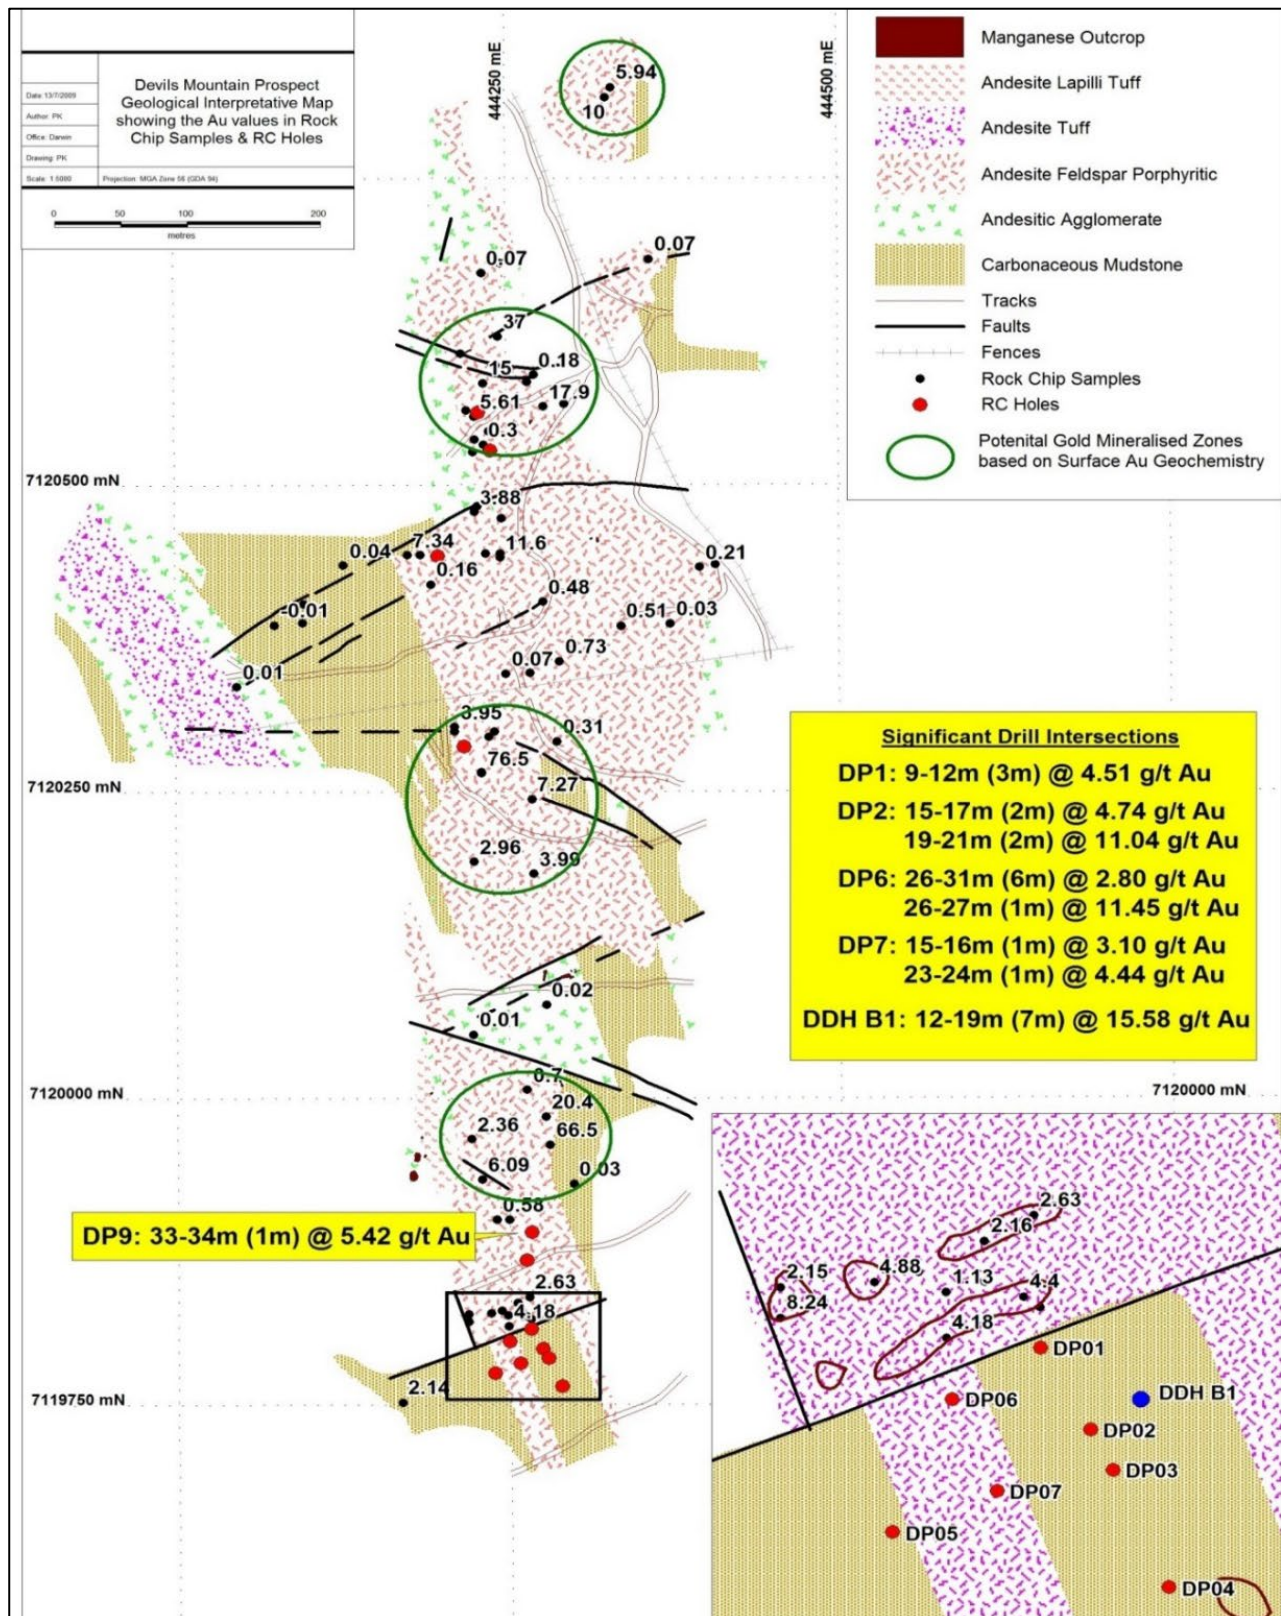 Devils Mountain Prospect
Geological Interpretative Map
showing the Au values in Rock
Chip Samples & RC Holes
Date: 13/7/2009
Author: PK
Office: Darwin
Drawing: PK
Scale: 1:5000
Projection: MGA Zone 56 (GDA 94)
0 50 100 200
metres
444250 mE
444500 mE
Manganese Outcrop
Andesite Lapilli Tuff
Andesite Tuff
Andesite Feldspar Porphyritic
Andesitic Agglomerate
Carbonaceous Mudstone
Tracks
Faults
Fences
Rock Chip Samples
RC Holes
Potenital Gold Mineralised Zones
based on Surface Au Geochemistry
5.94
10
0.07
0.07
37
15
0.18
5.61
17.9
0.3
7120500 mN
3.88
7.34
11.6
0.04
0.16
0.21
0.48
-0.01
0.51
0.03
0.73
0.07
0.01
3.95
0.31
76.5
7120250 mN
7.27
2.96
3.99
Significant Drill Intersections
DP1: 9-12m (3m) @ 4.51 g/t Au
DP2: 15-17m (2m) @ 4.74 g/t Au
19-21m (2m) @ 11.04 g/t Au
DP6: 26-31m (6m) @ 2.80 g/t Au
26-27m (1m) @ 11.45 g/t Au
DP7: 15-16m (1m) @ 3.10 g/t Au
23-24m (1m) @ 4.44 g/t Au
DDH B1: 12-19m (7m) @ 15.58 g/t Au
0.02
0.01
7120000 mN
7120000 mN
0.7
20.4
2.36
66.5
6.09
0.03
0.58
DP9: 33-34m (1m) @ 5.42 g/t Au
2.63
4.18
7119750 mN
2.14
2.63
2.16
2.15
4.88
1.13
4.4
8.24
4.18
DP01
DP06
DDH B1
DP02
DP03
DP07
DP05
DP04